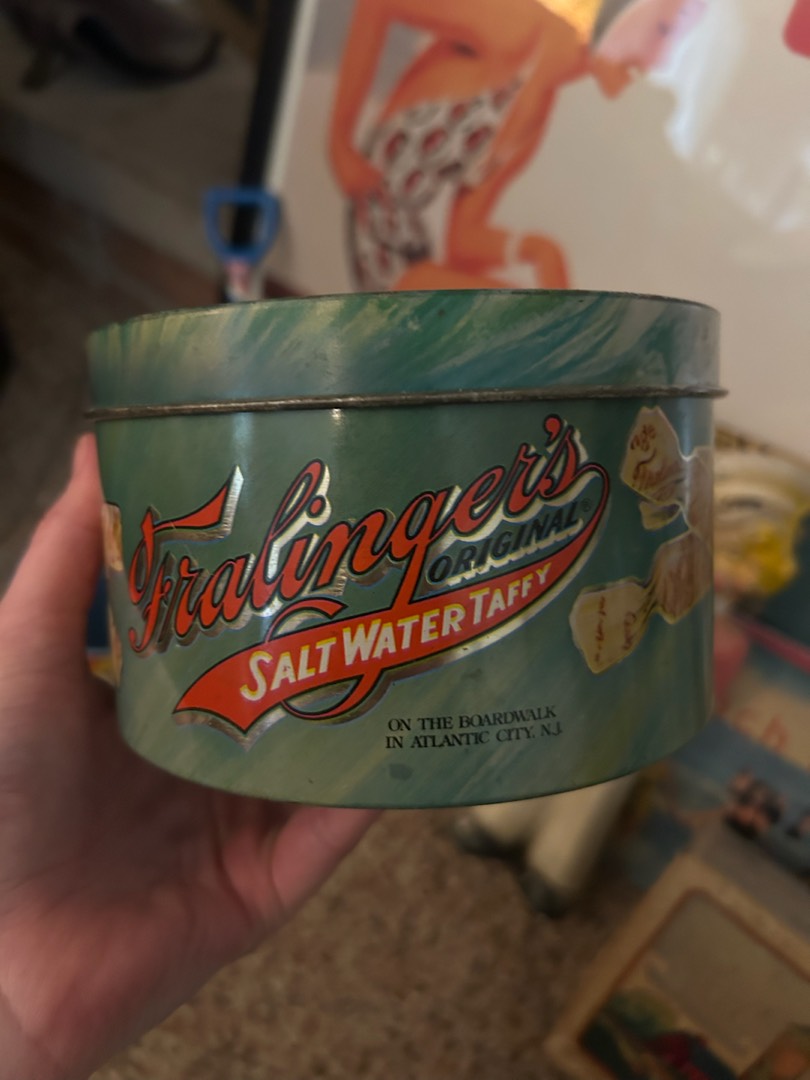 Fralinger's
ORIGINAL®
SALT WATER TAFFY
ON THE BOARDWALK
IN ATLANTIC CITY, N.J.